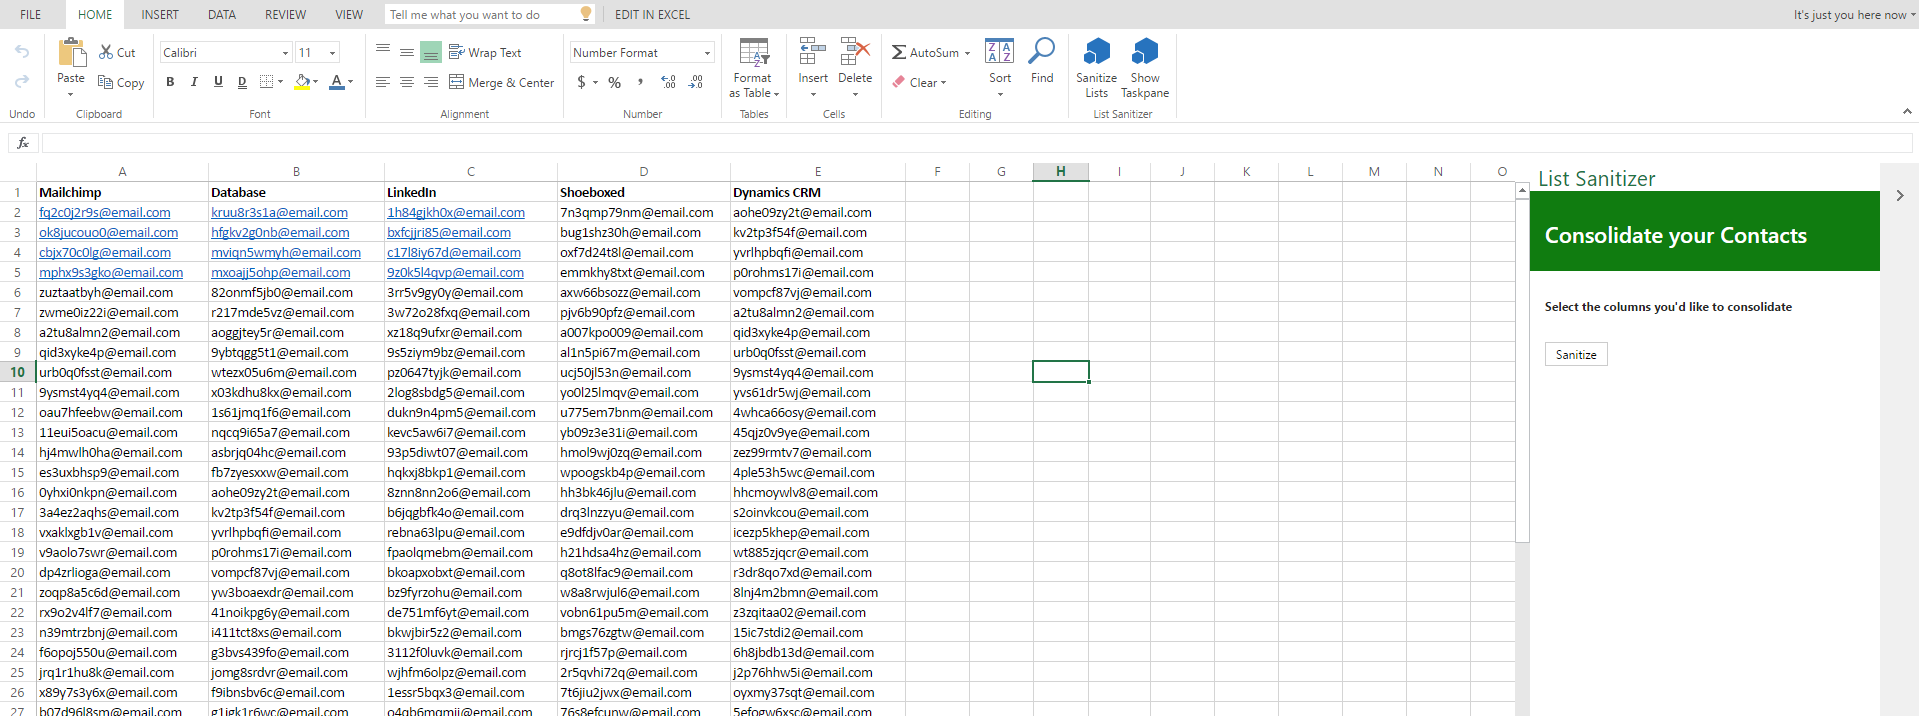 FILE HOME INSERT DATA REVIEW VIEW Tell me what you want to do EDIT IN EXCEL It's just you here now
Cut Calibri 11 Wrap Text Number Format AutoSum
Paste Copy B I U D A Merge & Center $ % , .00 Format as Table Insert Delete Clear Sort Find Sanitize Lists Show Taskpane
Undo Clipboard Font Alignment Number Tables Cells Editing List Sanitizer
fx
A B C D E F G H I J K L M N O
List Sanitizer
1 Mailchimp Database LinkedIn Shoeboxed Dynamics CRM
2 fq2c0j2r9s@email.com kruu8r3s1a@email.com 1h84gjkh0x@email.com 7n3qmp79nm@email.com aohe09zy2t@email.com
3 ok8jucouo0@email.com hfgkv2g0nb@email.com bxfcjjri85@email.com bug1shz30h@email.com kv2tp3f54f@email.com
Consolidate your Contacts
4 cbjx70c0lg@email.com mviqn5wmyh@email.com c17l8iy67d@email.com oxf7d24t8l@email.com yvrlhpbqfi@email.com
5 mphx9s3gko@email.com mxoajj5ohp@email.com 9z0k5l4qvp@email.com emmkhy8txt@email.com p0rohms17i@email.com
6 zuztaatbyh@email.com 82onmf5jb0@email.com 3rr5v9gy0y@email.com axw66bsozz@email.com vompcf87vj@email.com
Select the columns you'd like to consolidate
7 zwme0iz22i@email.com r217mde5vz@email.com 3w72o28fxq@email.com pjv6b90pfz@email.com a2tu8almn2@email.com
8 a2tu8almn2@email.com aoggjtey5r@email.com xz18q9ufxr@email.com a007kpo009@email.com qid3xyke4p@email.com
9 qid3xyke4p@email.com 9ybtqgg5t1@email.com 9s5ziym9bz@email.com al1n5pi67m@email.com urb0q0fsst@email.com
Sanitize
10 urb0q0fsst@email.com wtezx05u6m@email.com pz0647tyjk@email.com ucj50jl53n@email.com 9ysmst4yq4@email.com
11 9ysmst4yq4@email.com x03kdhu8kx@email.com 2log8sbdg5@email.com yo0l25lmqv@email.com yvs61dr5wj@email.com
12 oau7hfeebw@email.com 1s61jmq1f6@email.com dukn9n4pm5@email.com u775em7bnm@email.com 4whca66osy@email.com
13 11eui5oacu@email.com nqcq9i65a7@email.com kevc5aw6i7@email.com yb09z3e31i@email.com 45qjz0v9ye@email.com
14 hj4mwlh0ha@email.com asbrjq04hc@email.com 93p5diwt07@email.com hmol9wj0zq@email.com zez99rmtv7@email.com
15 es3uxbhsp9@email.com fb7zyesxxw@email.com hqkxj8bkp1@email.com wpoogskb4p@email.com 4ple53h5wc@email.com
16 0yhxi0nkpn@email.com aohe09zy2t@email.com 8znn8nn2o6@email.com hh3bk46jlu@email.com hhcmoywlv8@email.com
17 3a4ez2aqhs@email.com kv2tp3f54f@email.com b6jqgbfk4o@email.com drq3lnzzyu@email.com s2oinvkcou@email.com
18 vxaklxgb1v@email.com yvrlhpbqfi@email.com rebna63lpu@email.com e9dfdjv0ar@email.com icezp5khep@email.com
19 v9aolo7swr@email.com p0rohms17i@email.com fpaolqmebm@email.com h21hdsa4hz@email.com wt885zjqcr@email.com
20 dp4zrlioga@email.com vompcf87vj@email.com bkoapxobxt@email.com q8ot8lfac9@email.com r3dr8qo7xd@email.com
21 zoqp8a5c6d@email.com yw3boaexdr@email.com bz9fyrzohu@email.com w8a8rwjul6@email.com 8lnj4m2bmn@email.com
22 rx9o2v4lf7@email.com 41noikpg6y@email.com de751mf6yt@email.com vobn61pu5m@email.com z3zqitaa02@email.com
23 n39mtrzbnj@email.com i411tct8xs@email.com bkwjbir5z2@email.com bmgs76zgtw@email.com 15ic7stdi2@email.com
24 f6opoj550u@email.com g3bvs439fo@email.com 3112f0luvk@email.com rjrcj1f57p@email.com 6h8jbdb13d@email.com
25 jrq1r1hu8k@email.com jomg8srdvr@email.com wjhfm6olpz@email.com 2r5qvhi72q@email.com j2p76hhw5i@email.com
26 x89y7s3y6x@email.com f9ibnsbv6c@email.com 1essr5bqx3@email.com 7t6jiu2jwx@email.com oyxmy37sqt@email.com
27 b07d96l8sm@email.com g1jgk1r6wc@email.com o4qb6mqmij@email.com 76s8efcunw@email.com 5efogw6xsc@email.com